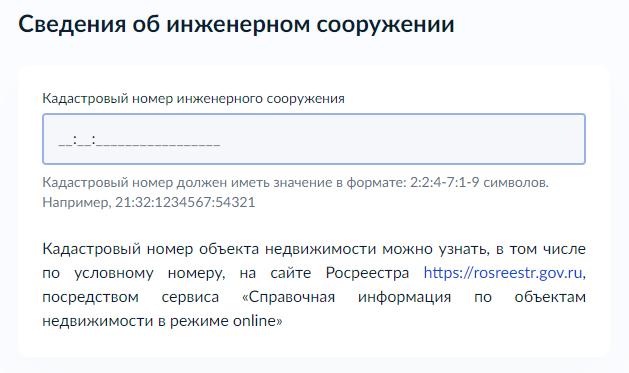 Сведения об инженерном сооружении
Кадастровый номер инженерного сооружения
__:__:_________________
Кадастровый номер должен иметь значение в формате: 2:2:4-7:1-9 символов.
Например, 21:32:1234567:54321
Кадастровый номер объекта недвижимости можно узнать, в том числе
по условному номеру, на сайте Росреестра https://rosreestr.gov.ru,
посредством сервиса «Справочная информация по объектам
недвижимости в режиме online»